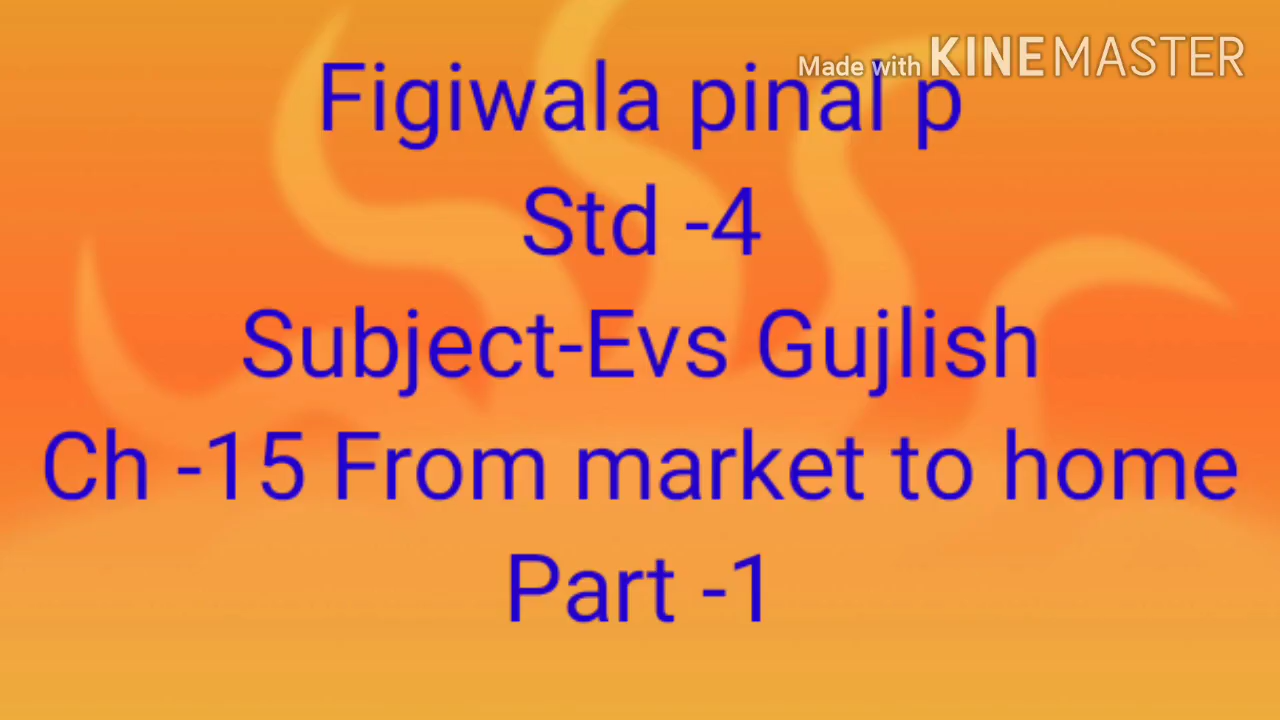 Made with KINEMASTER
Figiwala pinal p
Std -4
Subject-Evs Gujlish
Ch -15 From market to home
Part -1